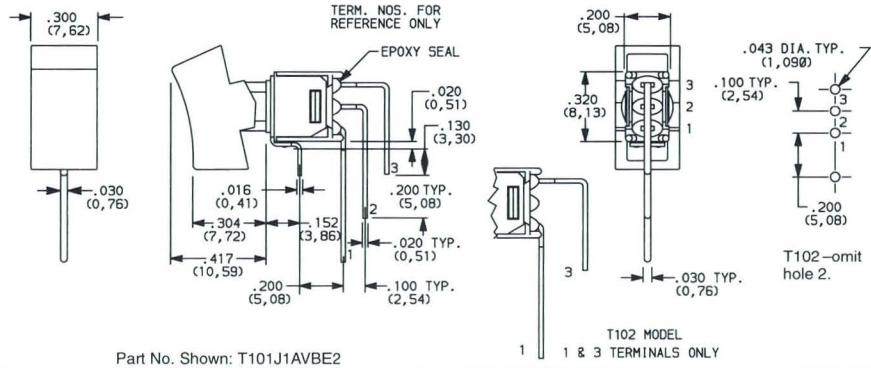 .300
(7,62)
TERM. NOS. FOR
REFERENCE ONLY
EPOXY SEAL
.020
(0,51)
.130
(3,30)
3
.016
(0,41)
.200 TYP.
(5,08)
2
.304
(7,72)
.152
(3,86)
.020 TYP.
(0,51)
.417
(10,59)
1
.200
(5,08)
.100 TYP.
(2,54)
.030
(0,76)
.200
(5,08)
.320
(8,13)
3
2
1
.043 DIA. TYP.
(1,090)
.100 TYP.
(2,54)
3
2
1
.200
(5,08)
T102–omit
hole 2.
.030 TYP.
(0,76)
3
1
T102 MODEL
1 & 3 TERMINALS ONLY
Part No. Shown: T101J1AVBE2